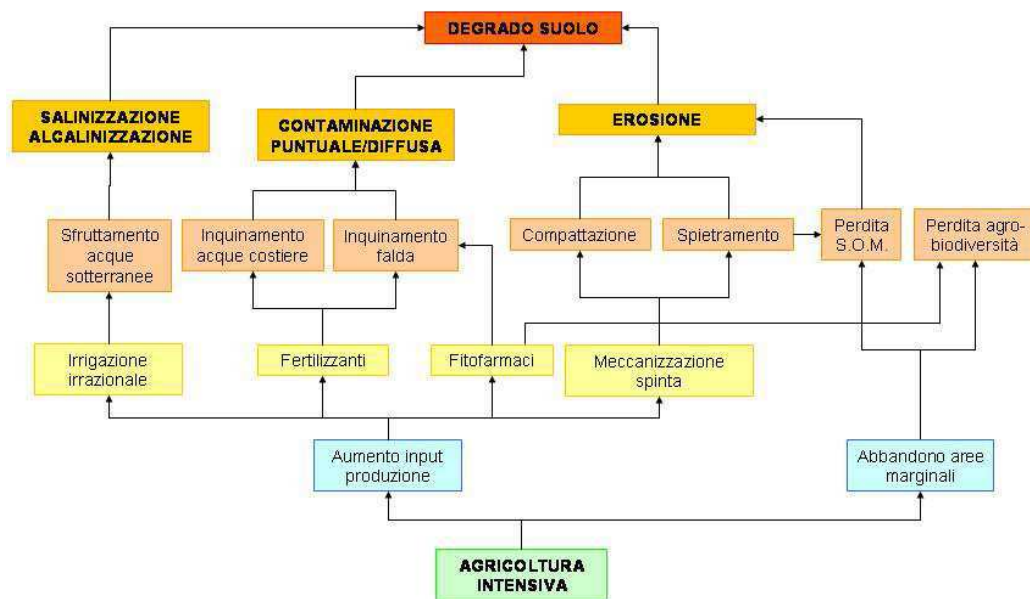 DEGRADO SUOLO
SALINIZZAZIONE
ALCALINIZZAZIONE
CONTAMINAZIONE
PUNTUALE/DIFFUSA
EROSIONE
Sfruttamento
acque
sotterranee
Inquinamento
acque costiere
Inquinamento
falda
Compattazione
Spietramento
Perdita
S.O.M.
Perdita agro-
biodiversità
Irrigazione
irrazionale
Fertilizzanti
Fitofarmaci
Meccanizzazione
spinta
Aumento input
produzione
Abbandono aree
marginali
AGRICOLTURA
INTENSIVA